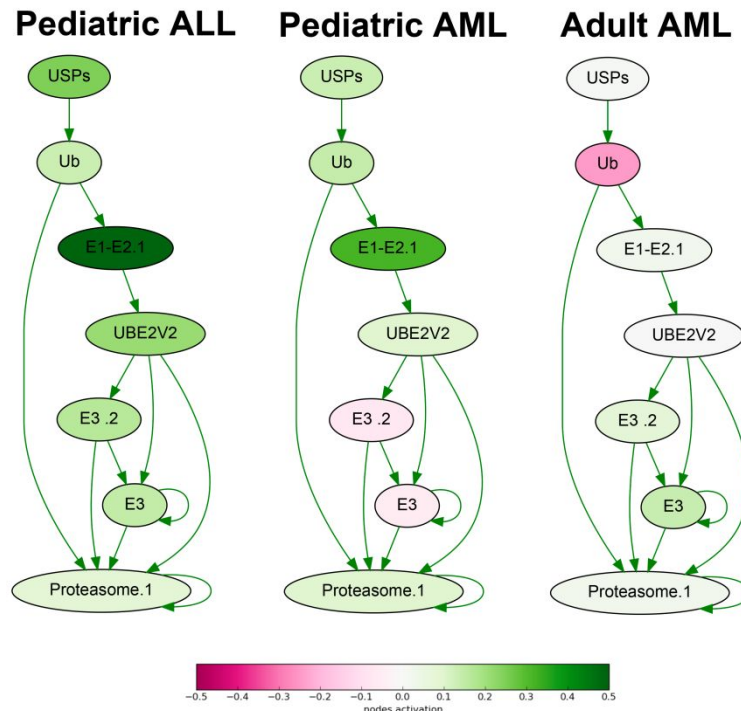 Pediatric ALL
Pediatric AML
Adult AML
USPs
USPs
USPs
Ub
Ub
Ub
E1-E2.1
E1-E2.1
E1-E2.1
UBE2V2
UBE2V2
UBE2V2
E3 .2
E3 .2
E3 .2
E3
E3
E3
Proteasome.1
Proteasome.1
Proteasome.1
−0.5 −0.4 −0.3 −0.2 −0.1 0.0 0.1 0.2 0.3 0.4 0.5
nodes activation